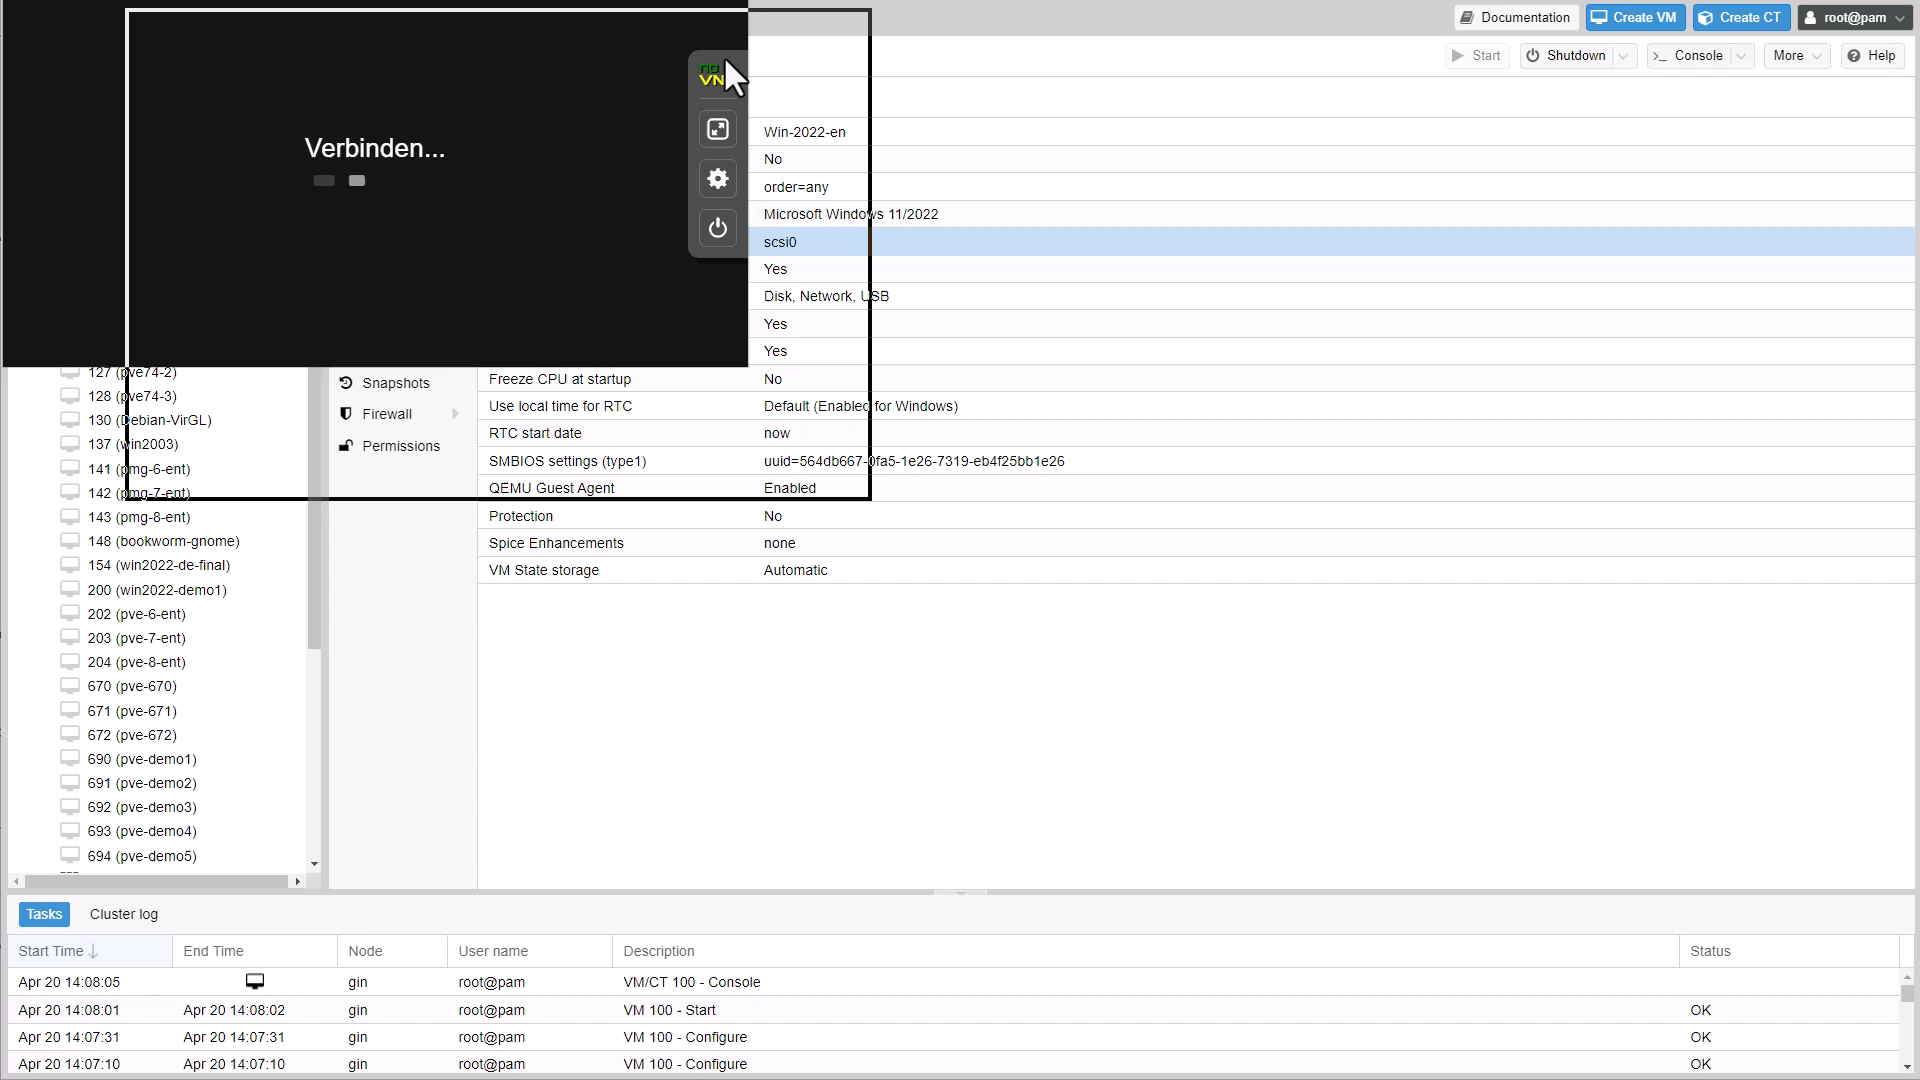 Documentation
Create VM
Create CT
root@pam
Start
Shutdown
Console
More
Help
no
VN
Verbinden...
Win-2022-en
No
order=any
Microsoft Windows 11/2022
scsi0
Yes
Disk, Network, USB
Yes
Yes
127 (pve74-2)
128 (pve74-3)
130 (Debian-VirGL)
137 (win2003)
141 (pmg-6-ent)
142 (pmg-7-ent)
143 (pmg-8-ent)
148 (bookworm-gnome)
154 (win2022-de-final)
200 (win2022-demo1)
202 (pve-6-ent)
203 (pve-7-ent)
204 (pve-8-ent)
670 (pve-670)
671 (pve-671)
672 (pve-672)
690 (pve-demo1)
691 (pve-demo2)
692 (pve-demo3)
693 (pve-demo4)
694 (pve-demo5)
Snapshots
Firewall
Permissions
Freeze CPU at startup No
Use local time for RTC Default (Enabled for Windows)
RTC start date now
SMBIOS settings (type1) uuid=564db667-0fa5-1e26-7319-eb4f25bb1e26
QEMU Guest Agent Enabled
Protection No
Spice Enhancements none
VM State storage Automatic
Tasks Cluster log
Start Time End Time Node User name Description Status
Apr 20 14:08:05 gin root@pam VM/CT 100 - Console
Apr 20 14:08:01 Apr 20 14:08:02 gin root@pam VM 100 - Start OK
Apr 20 14:07:31 Apr 20 14:07:31 gin root@pam VM 100 - Configure OK
Apr 20 14:07:10 Apr 20 14:07:10 gin root@pam VM 100 - Configure OK